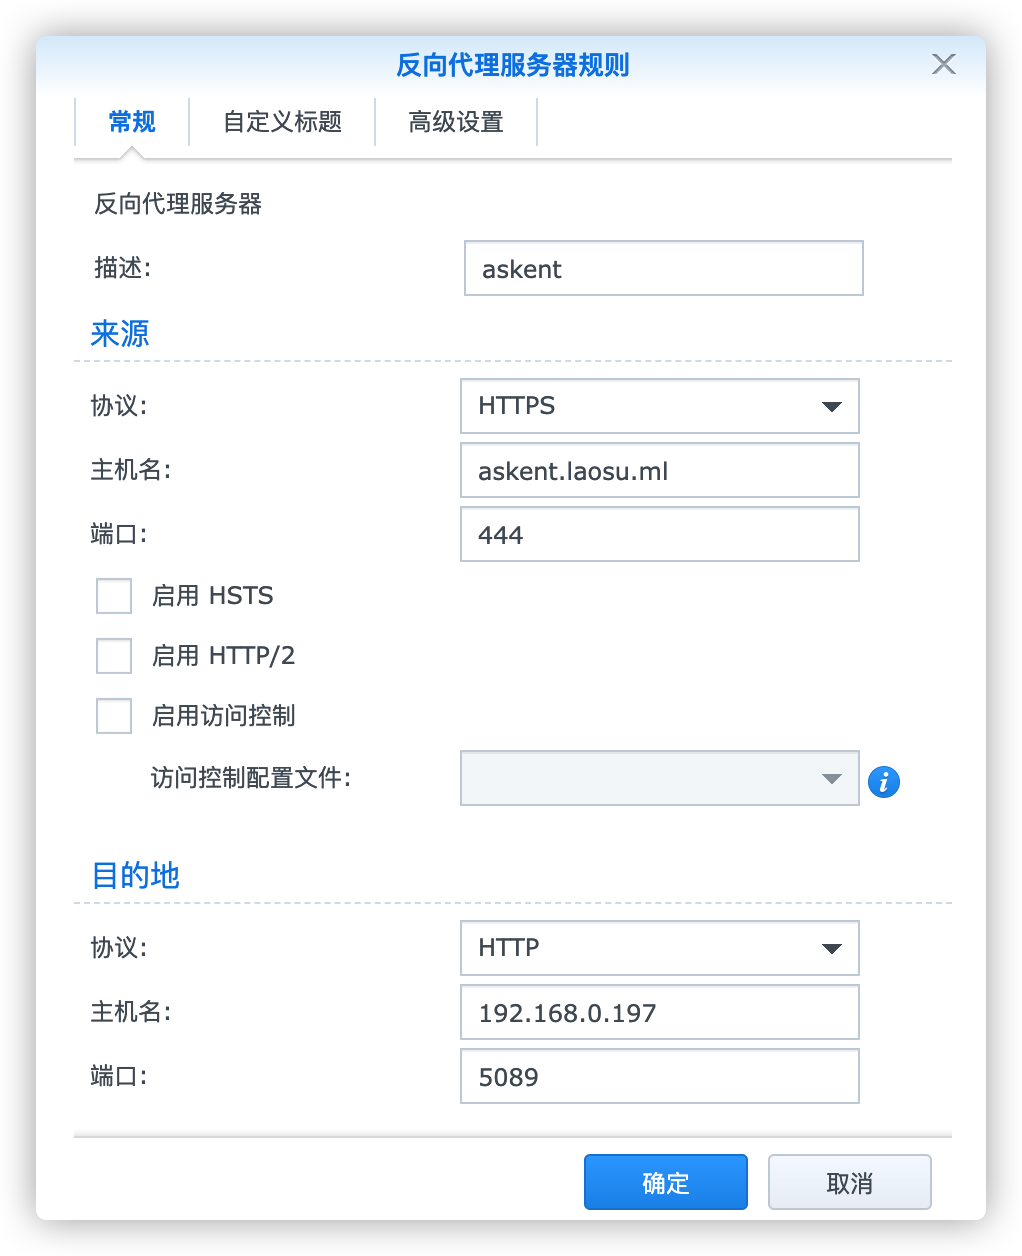 反向代理服务器规则
常规 自定义标题 高级设置
反向代理服务器
描述: askent
来源
协议: HTTPS
主机名: askent.laosu.ml
端口: 444
启用 HSTS
启用 HTTP/2
启用访问控制
访问控制配置文件: i
目的地
协议: HTTP
主机名: 192.168.0.197
端口: 5089
确定 取消